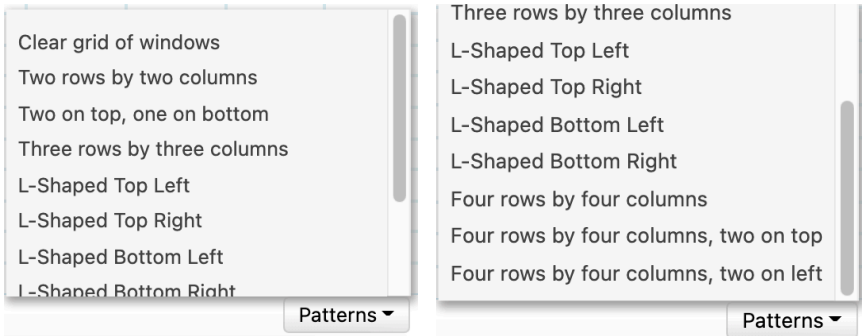 Clear grid of windows
Two rows by two columns
Two on top, one on bottom
Three rows by three columns
L-Shaped Top Left
L-Shaped Top Right
L-Shaped Bottom Left
L-Shaped Bottom Right
Patterns
Three rows by three columns
L-Shaped Top Left
L-Shaped Top Right
L-Shaped Bottom Left
L-Shaped Bottom Right
Four rows by four columns
Four rows by four columns, two on top
Four rows by four columns, two on left
Patterns